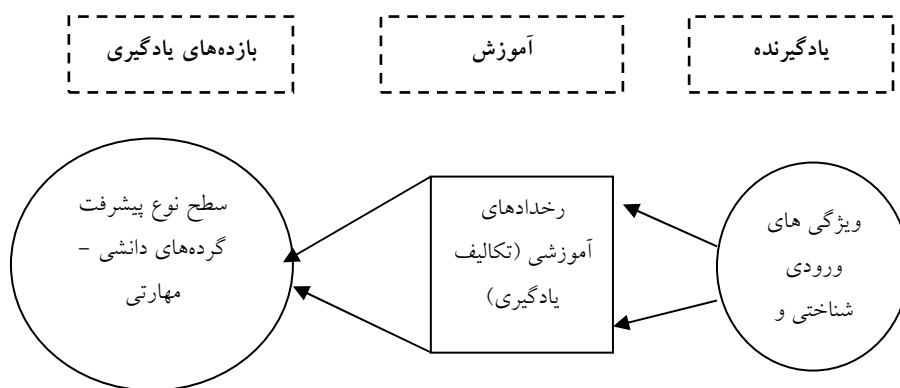 یادگیرنده
آموزش
بازده‌های یادگیری
ویژگی های
ورودی
شناختی و
رخدادهای
آموزشی (تکالیف
یادگیری)
سطح نوع پیشرفت
گرده‌های دانشی –
مهارتی